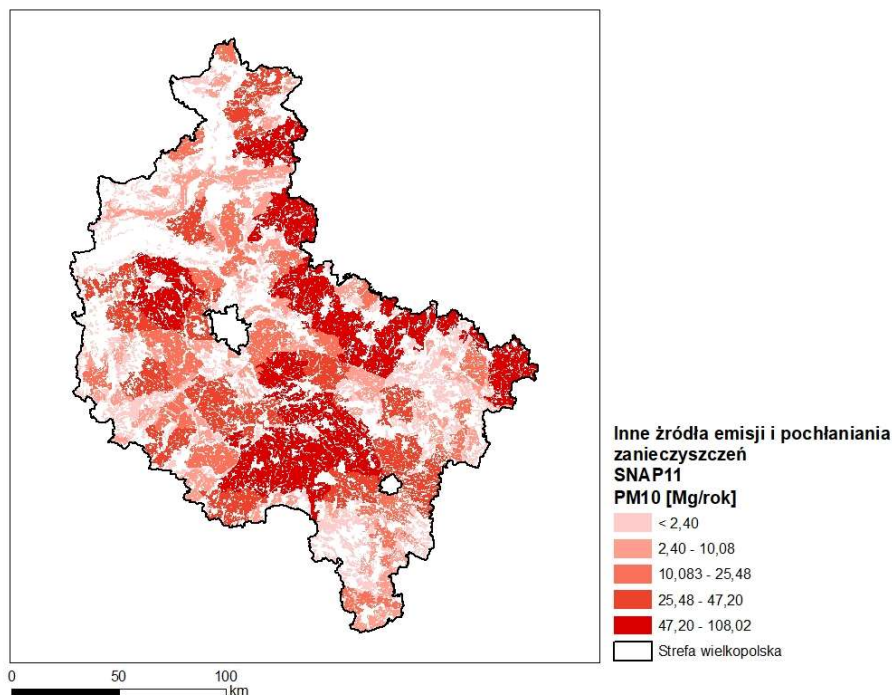 Inne źródła emisji i pochłaniania
zanieczyszczeń
SNAP11
PM10 [Mg/rok]
< 2,40
2,40 - 10,08
10,083 - 25,48
25,48 - 47,20
47,20 - 108,02
Strefa wielkopolska
0 50 100
km